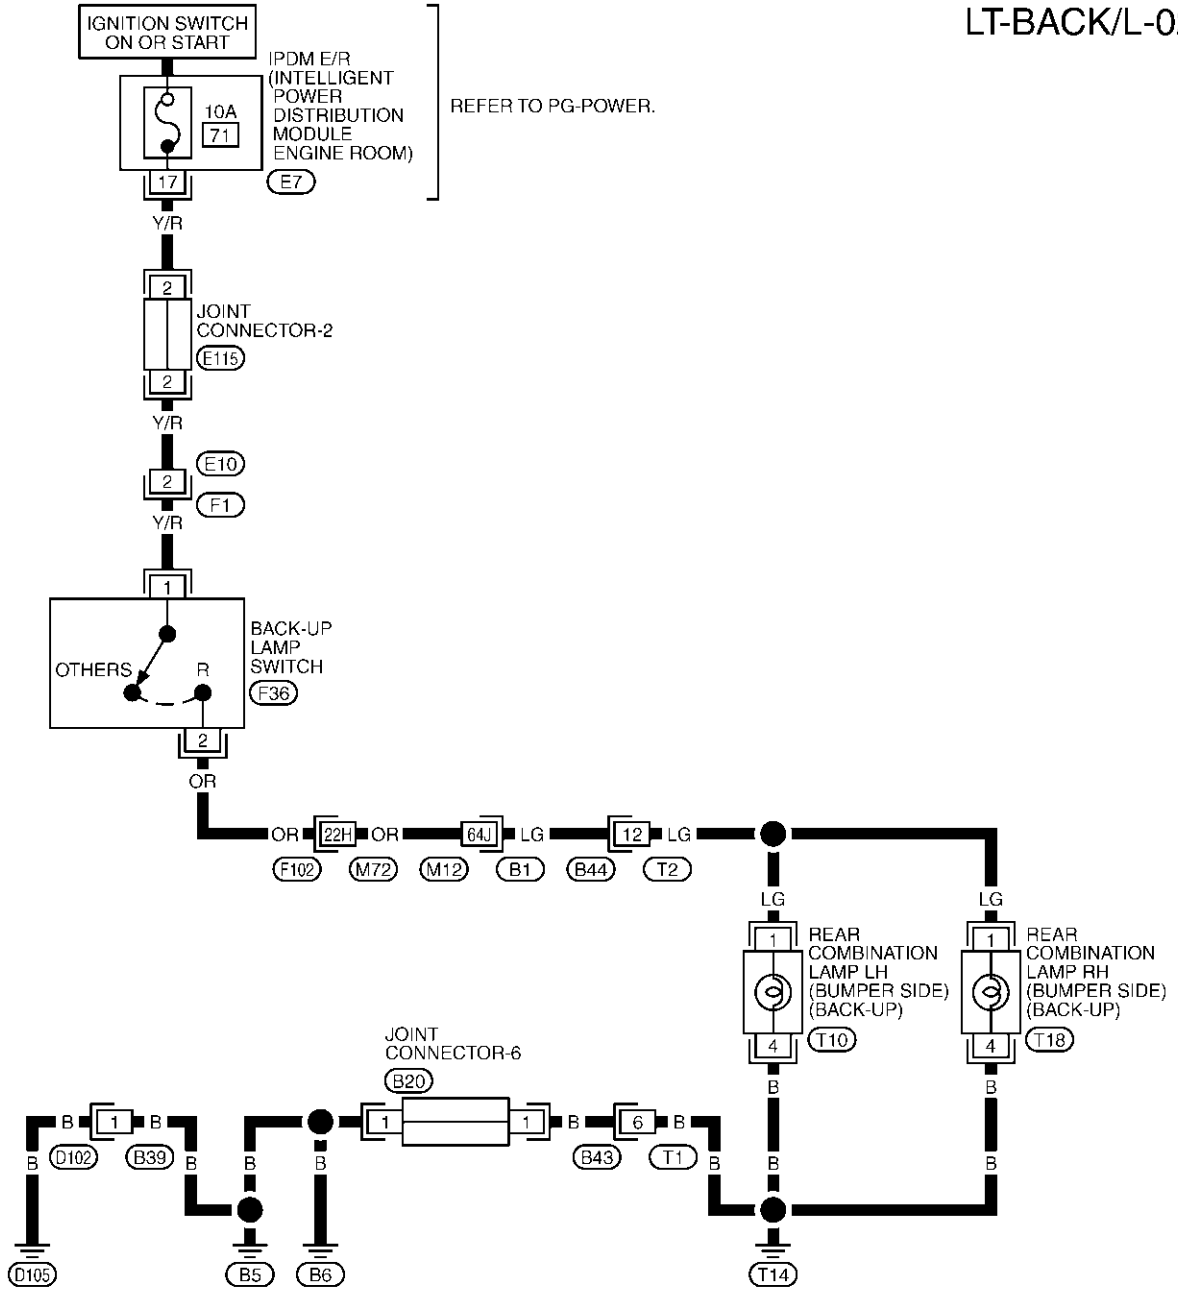 LT-BACK/L-02
IGNITION SWITCH
ON OR START
IPDM E/R
(INTELLIGENT
POWER
DISTRIBUTION
MODULE
ENGINE ROOM)
REFER TO PG-POWER.
10A
71
17
E7
Y/R
2
JOINT
CONNECTOR-2
E115
2
Y/R
E10
2
F1
Y/R
1
BACK-UP
LAMP
SWITCH
F36
OTHERS
R
2
OR
OR 22H OR 64J LG 12 LG
F102 M72 M12 B1 B44 T2
LG LG
1
REAR
COMBINATION
LAMP LH
(BUMPER SIDE)
(BACK-UP)
T10
4
1
REAR
COMBINATION
LAMP RH
(BUMPER SIDE)
(BACK-UP)
T18
4
B B
JOINT
CONNECTOR-6
B20
B 1 B 1 1 B 6 B
D102 B39 B43 T1
B B B B B B B
D105 B5 B6 T14